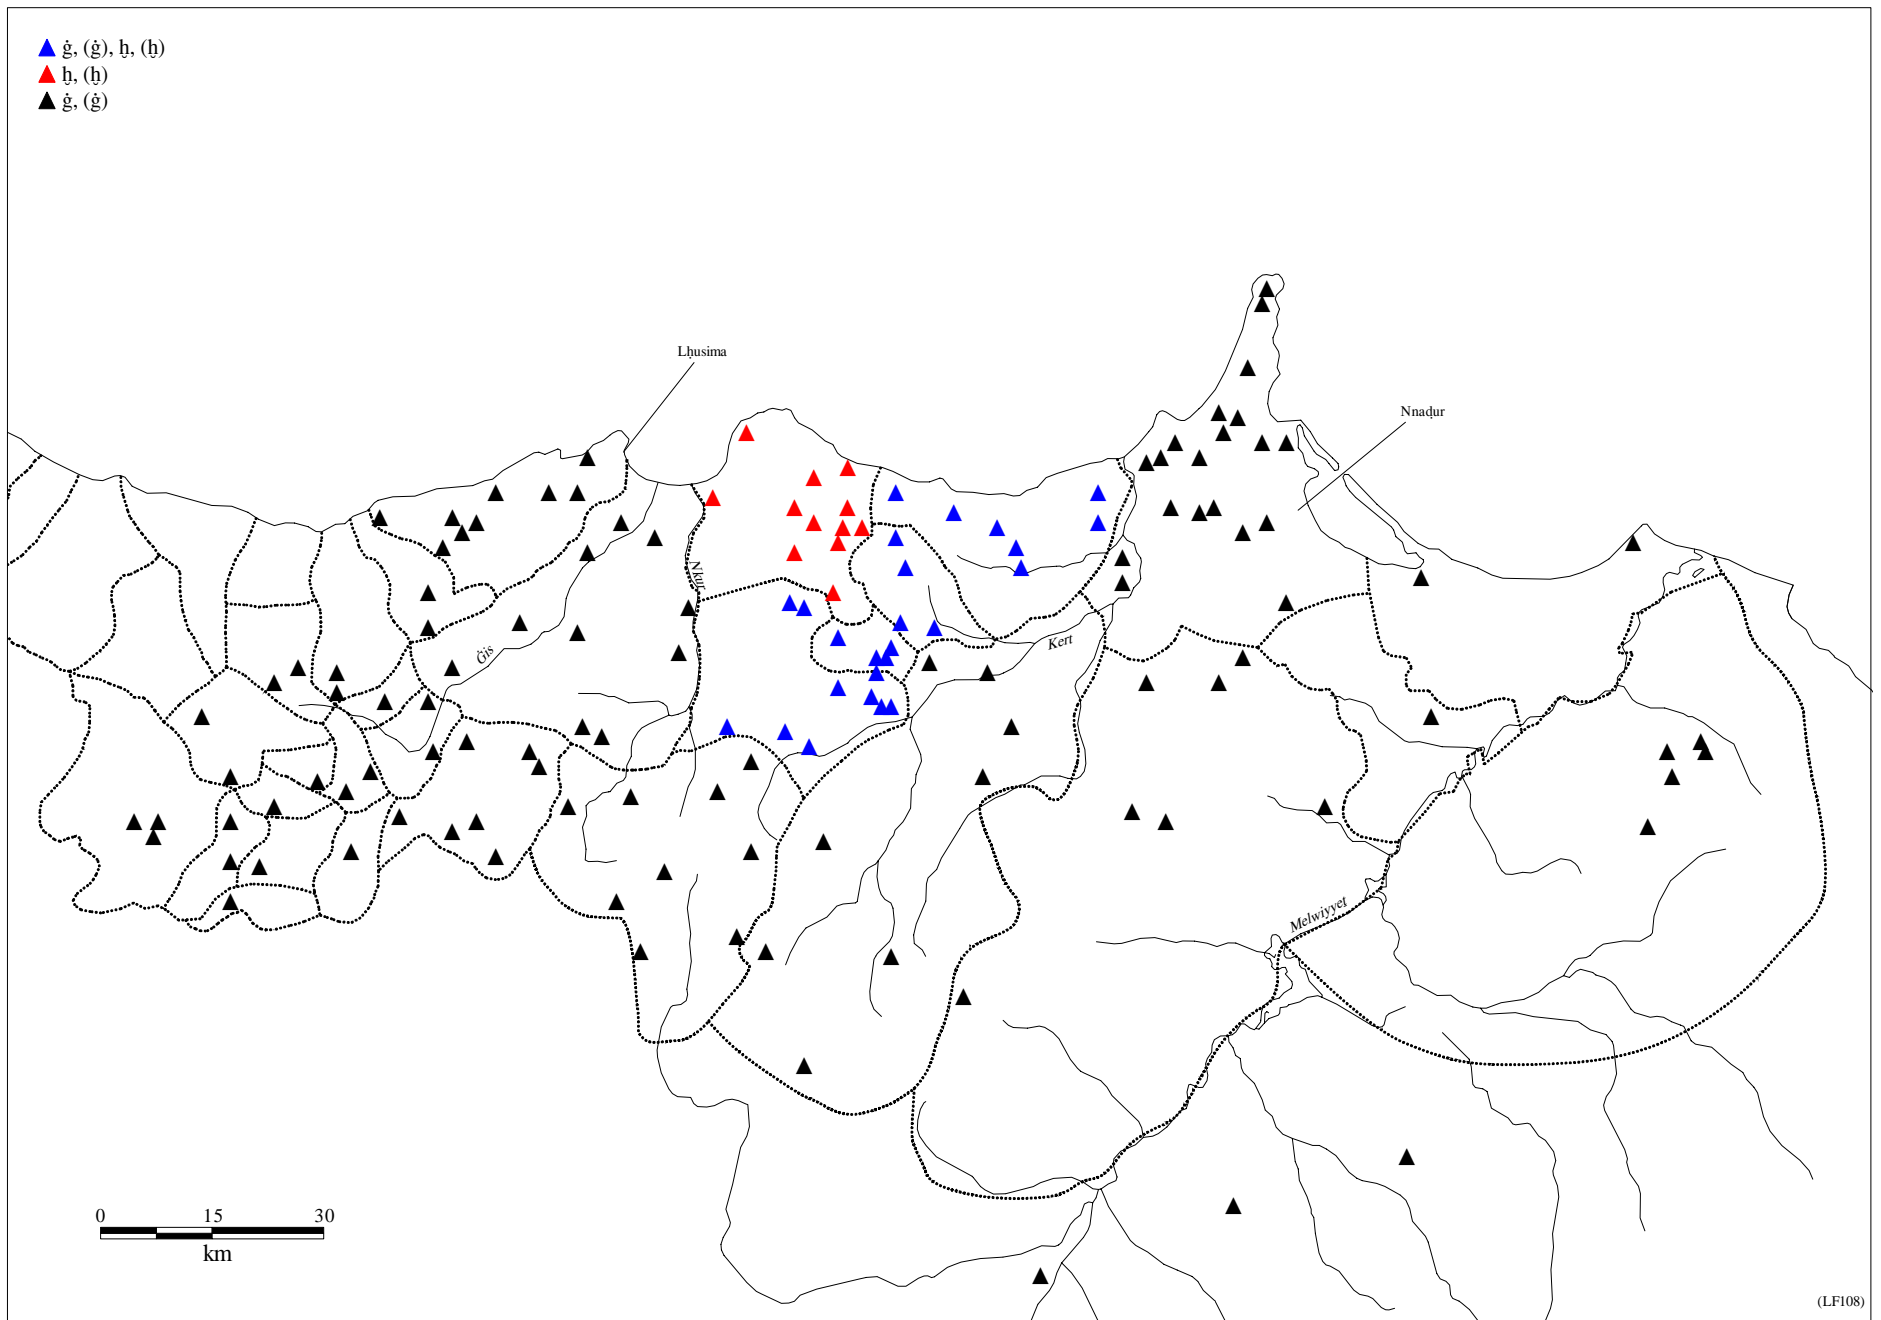 ġ, (ġ), ḫ, (ḫ)
ḫ, (ḫ)
ġ, (ġ)
Lḥusima
Nnaḍur
Nkur
Ġis
Kert
Melwiyyet
0 15 30
km
(LF108)